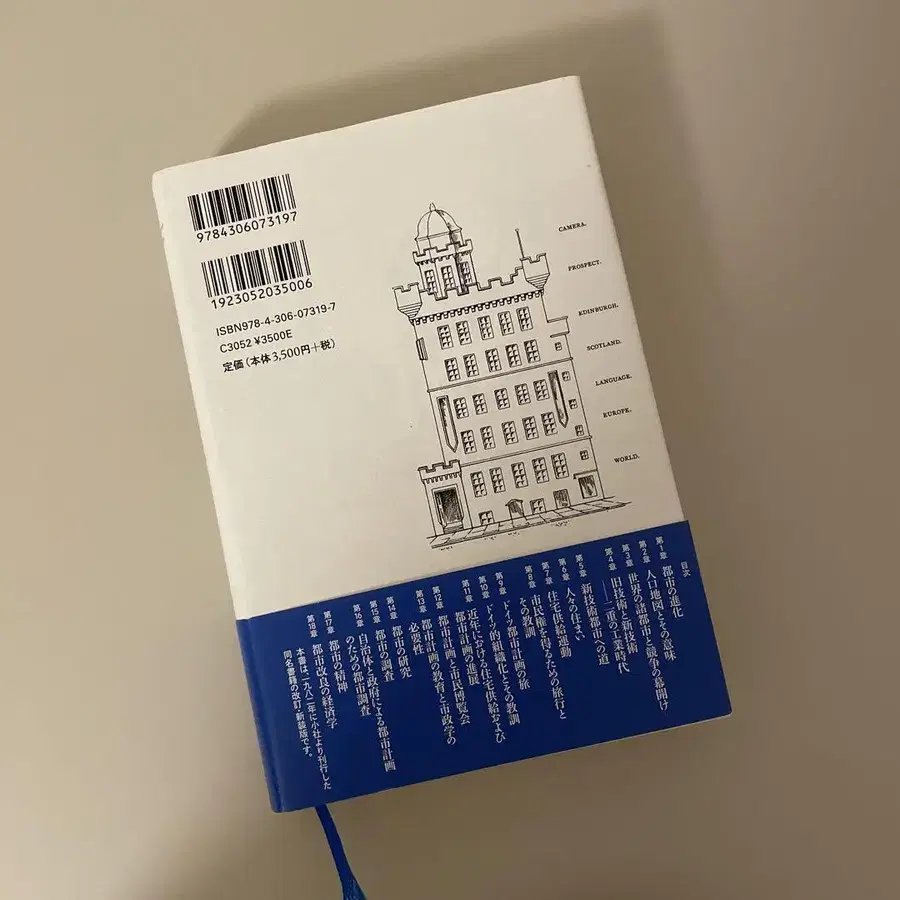 9784306073197
1923052035006
ISBN978-4-306-07319-7
C3052 ¥3500E
定価(本体3,500円+税)
CAMERA.
PROSPECT.
EDINBURGH.
SCOTLAND.
LANGUAGE.
EUROPE.
WORLD.
目次
第1章 都市の進化
第2章 人口地図とその意味
第3章 世界の諸都市と競争の幕開け
第4章 旧技術と新技術
——二重の工業時代
第5章 新技術都市への道
第6章 人々の住まい
第7章 住宅供給運動
第8章 市民権を得るための旅行と
その教訓
第9章 ドイツ都市計画の旅
第10章 ドイツ的組織化とその教訓
第11章 近年における住宅供給および
都市計画の進展
第12章 都市計画と市民博覧会
第13章 都市計画の教育と市政学の
必要性
第14章 都市の研究
第15章 都市の調査
第16章 自治体と政府による都市計画
のための都市調査
第17章 都市の精神
第18章 都市改良の経済学
本書は、一九八二年に小社より刊行した
同名書籍の改訂・新装版です。